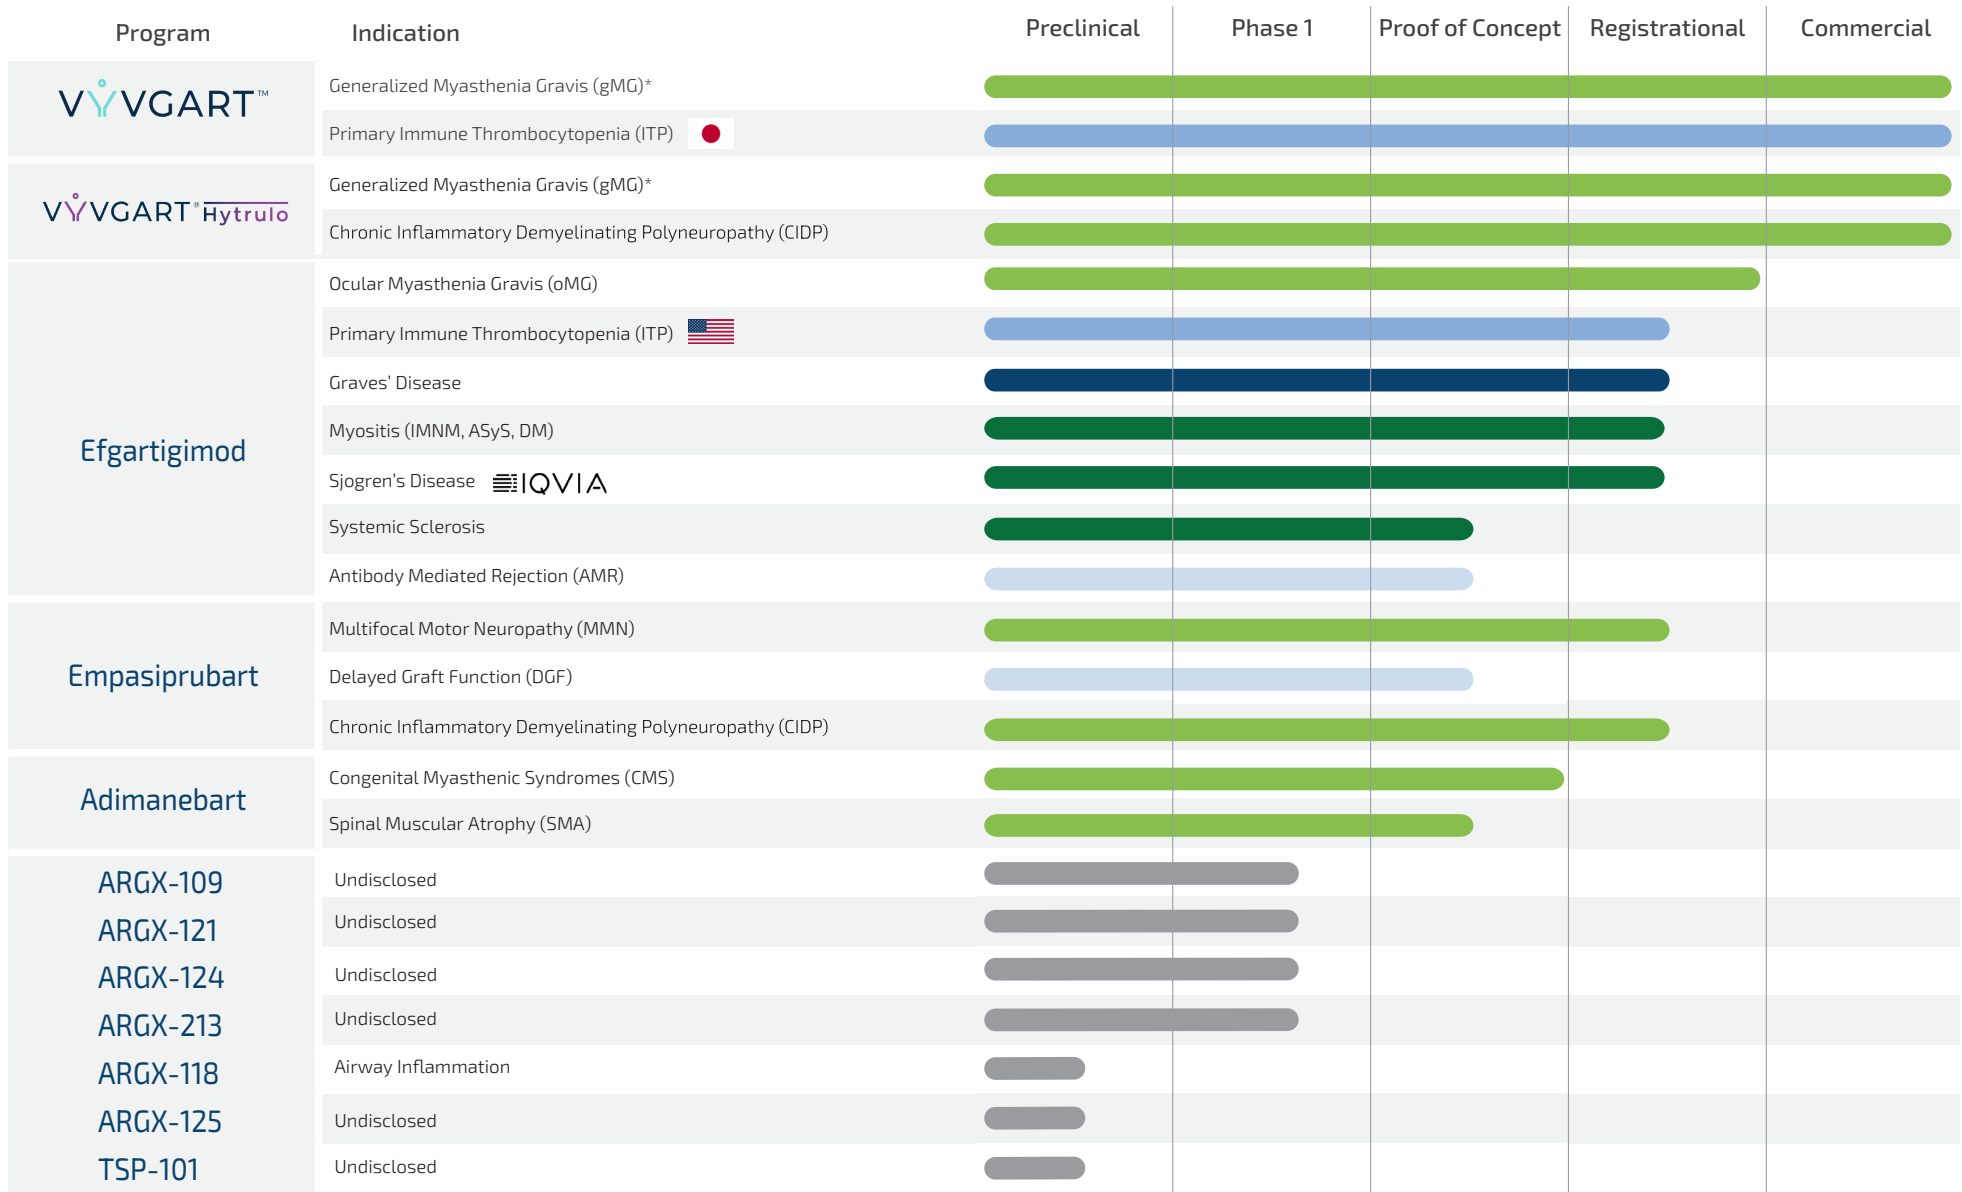 Program Indication Preclinical Phase 1 Proof of Concept Registrational Commercial
VYVGART™
Generalized Myasthenia Gravis (gMG)*
Primary Immune Thrombocytopenia (ITP)
VYVGART® Hytrulo
Generalized Myasthenia Gravis (gMG)*
Chronic Inflammatory Demyelinating Polyneuropathy (CIDP)
Efgartigimod
Ocular Myasthenia Gravis (oMG)
Primary Immune Thrombocytopenia (ITP)
Graves' Disease
Myositis (IMNM, ASyS, DM)
Sjogren's Disease IQVIA
Systemic Sclerosis
Antibody Mediated Rejection (AMR)
Empasiprubart
Multifocal Motor Neuropathy (MMN)
Delayed Graft Function (DGF)
Chronic Inflammatory Demyelinating Polyneuropathy (CIDP)
Adimanebart
Congenital Myasthenic Syndromes (CMS)
Spinal Muscular Atrophy (SMA)
ARGX-109 Undisclosed
ARGX-121 Undisclosed
ARGX-124 Undisclosed
ARGX-213 Undisclosed
ARGX-118 Airway Inflammation
ARGX-125 Undisclosed
TSP-101 Undisclosed